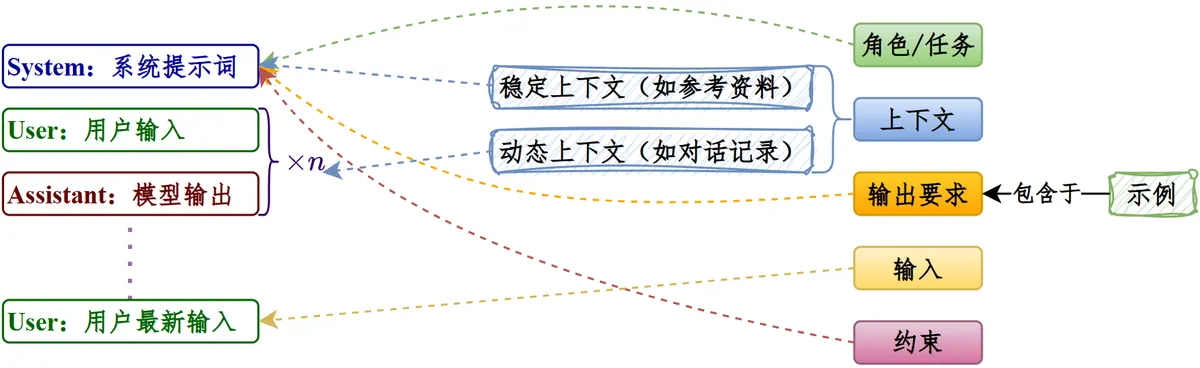 System：系统提示词
User：用户输入
Assistant：模型输出
×n
User：用户最新输入
稳定上下文（如参考资料）
动态上下文（如对话记录）
角色/任务
上下文
输出要求
包含于
示例
输入
约束